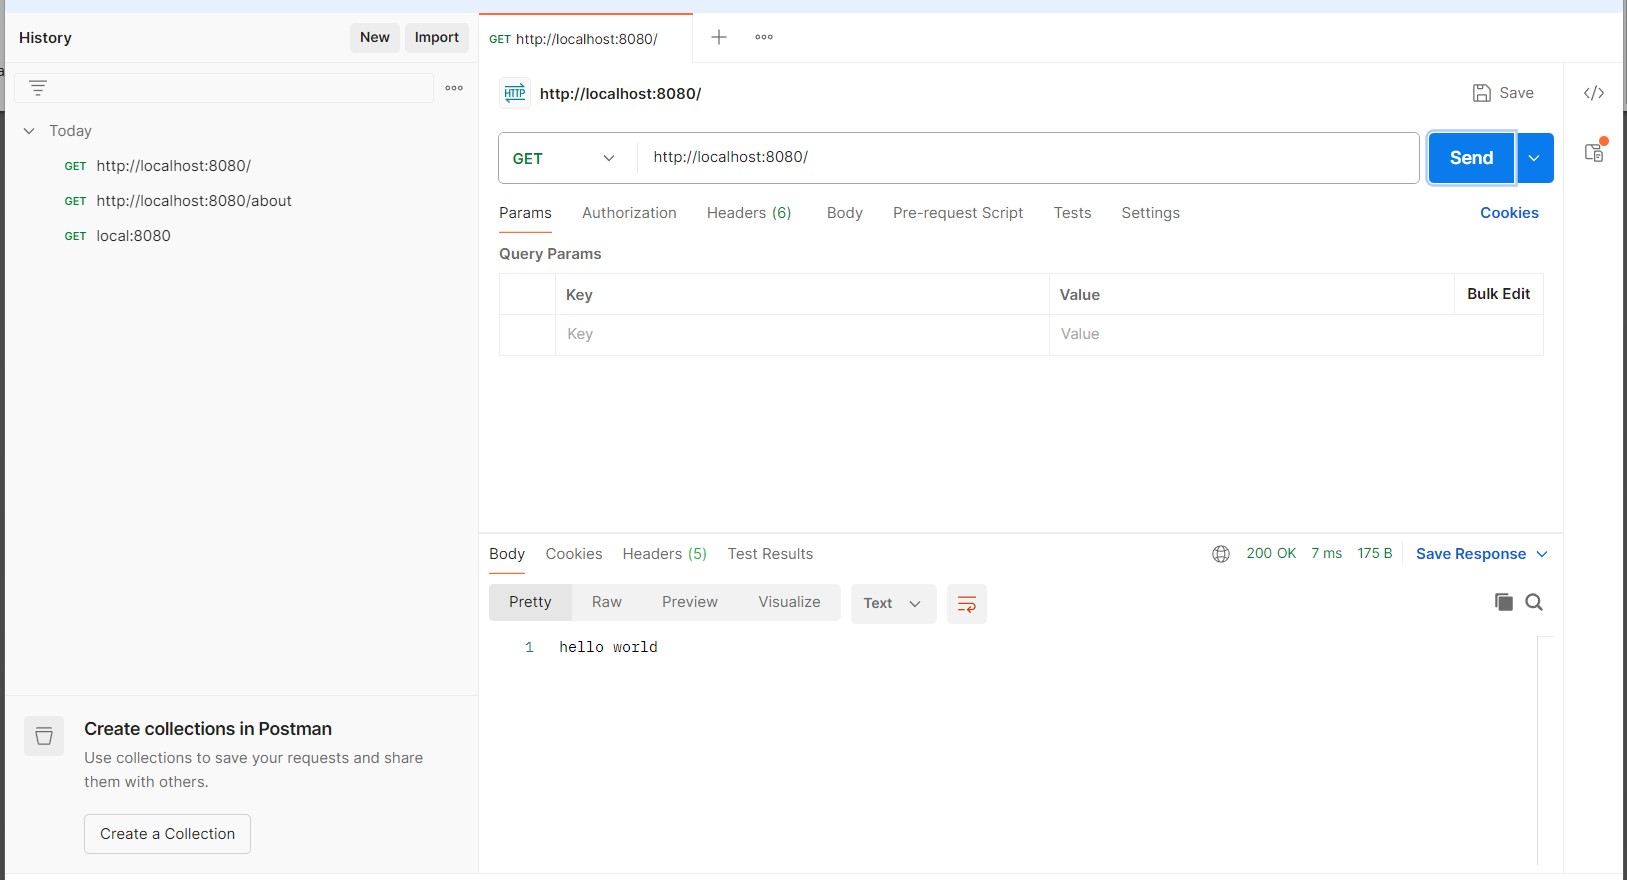 History
New
Import
Today
GET http://localhost:8080/
GET http://localhost:8080/about
GET local:8080
Create collections in Postman
Use collections to save your requests and share
them with others.
Create a Collection
GET http://localhost:8080/
HTTP http://localhost:8080/
Save
GET http://localhost:8080/
Send
Params Authorization Headers (6) Body Pre-request Script Tests Settings Cookies
Query Params
Key Value Bulk Edit
Key Value
Body Cookies Headers (5) Test Results 200 OK 7 ms 175 B Save Response
Pretty Raw Preview Visualize Text
1 hello world